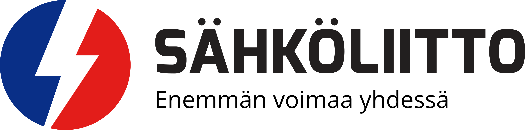 SÄHKÖLIITTO
Enemmän voimaa yhdessä